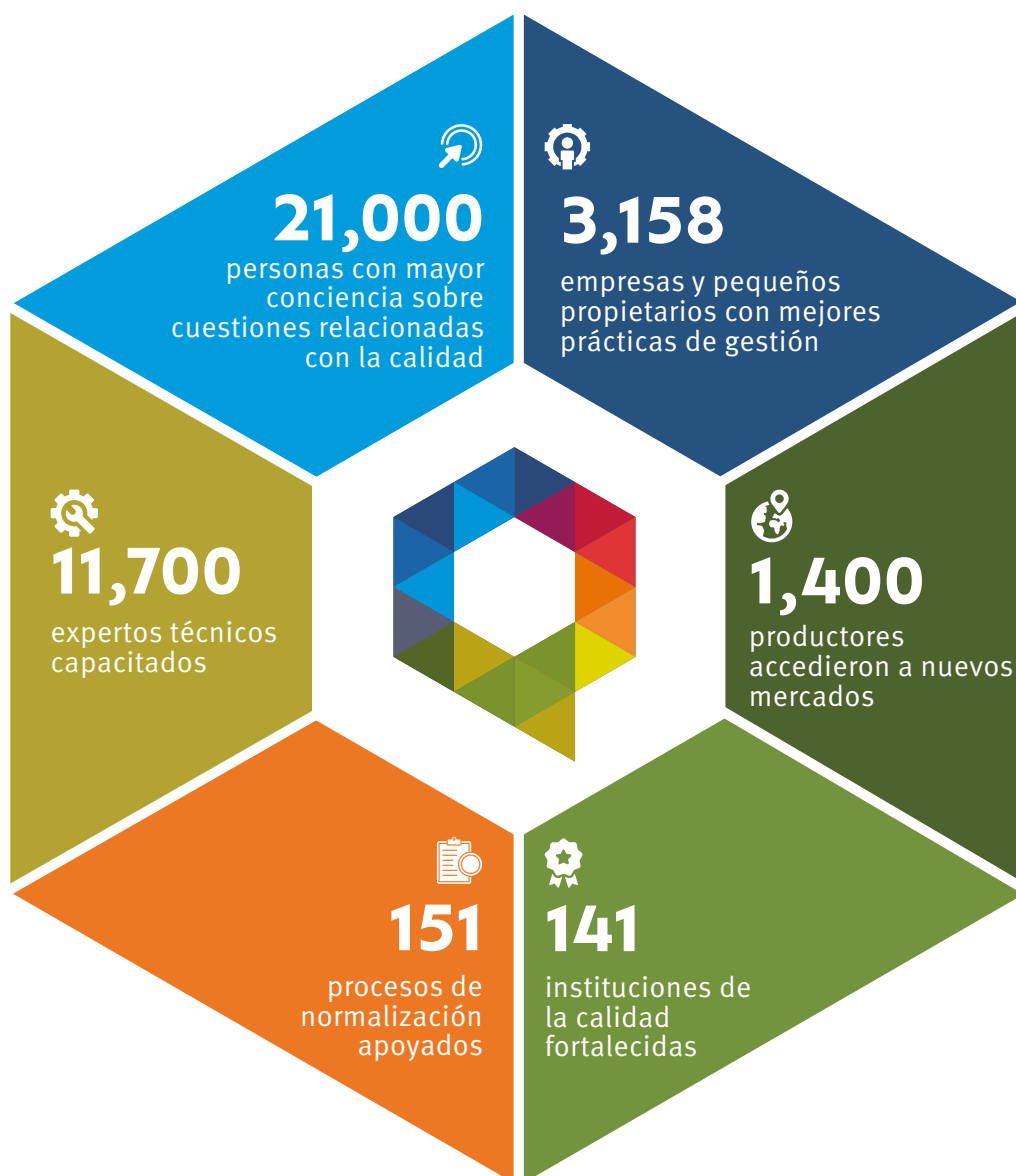 21,000
personas con mayor
conciencia sobre
cuestiones relacionadas
con la calidad
3,158
empresas y pequeños
propietarios con mejores
prácticas de gestión
11,700
expertos técnicos
capacitados
1,400
productores
accedieron a nuevos
mercados
151
procesos de
normalización
apoyados
141
instituciones de
la calidad
fortalecidas